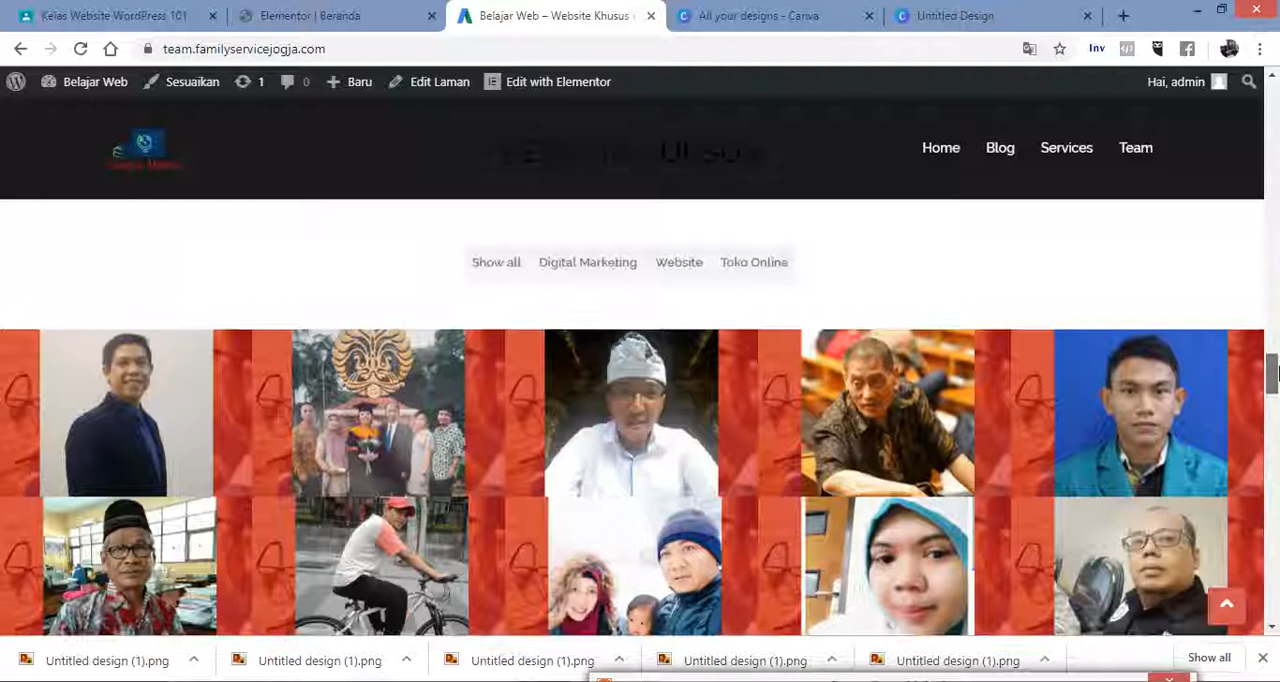 Kelas Website WordPress 101
Elementor | Beranda
Belajar Web – Website Khusus
All your designs - Canva
Untitled Design
team.familyservicejogja.com
Inv
Belajar Web
Sesuaikan
1
0
Baru
Edit Laman
Edit with Elementor
Hai, admin
Home
Blog
Services
Team
Show all
Digital Marketing
Website
Toko Online
Untitled design (1).png
Untitled design (1).png
Untitled design (1).png
Untitled design (1).png
Untitled design (1).png
Show all